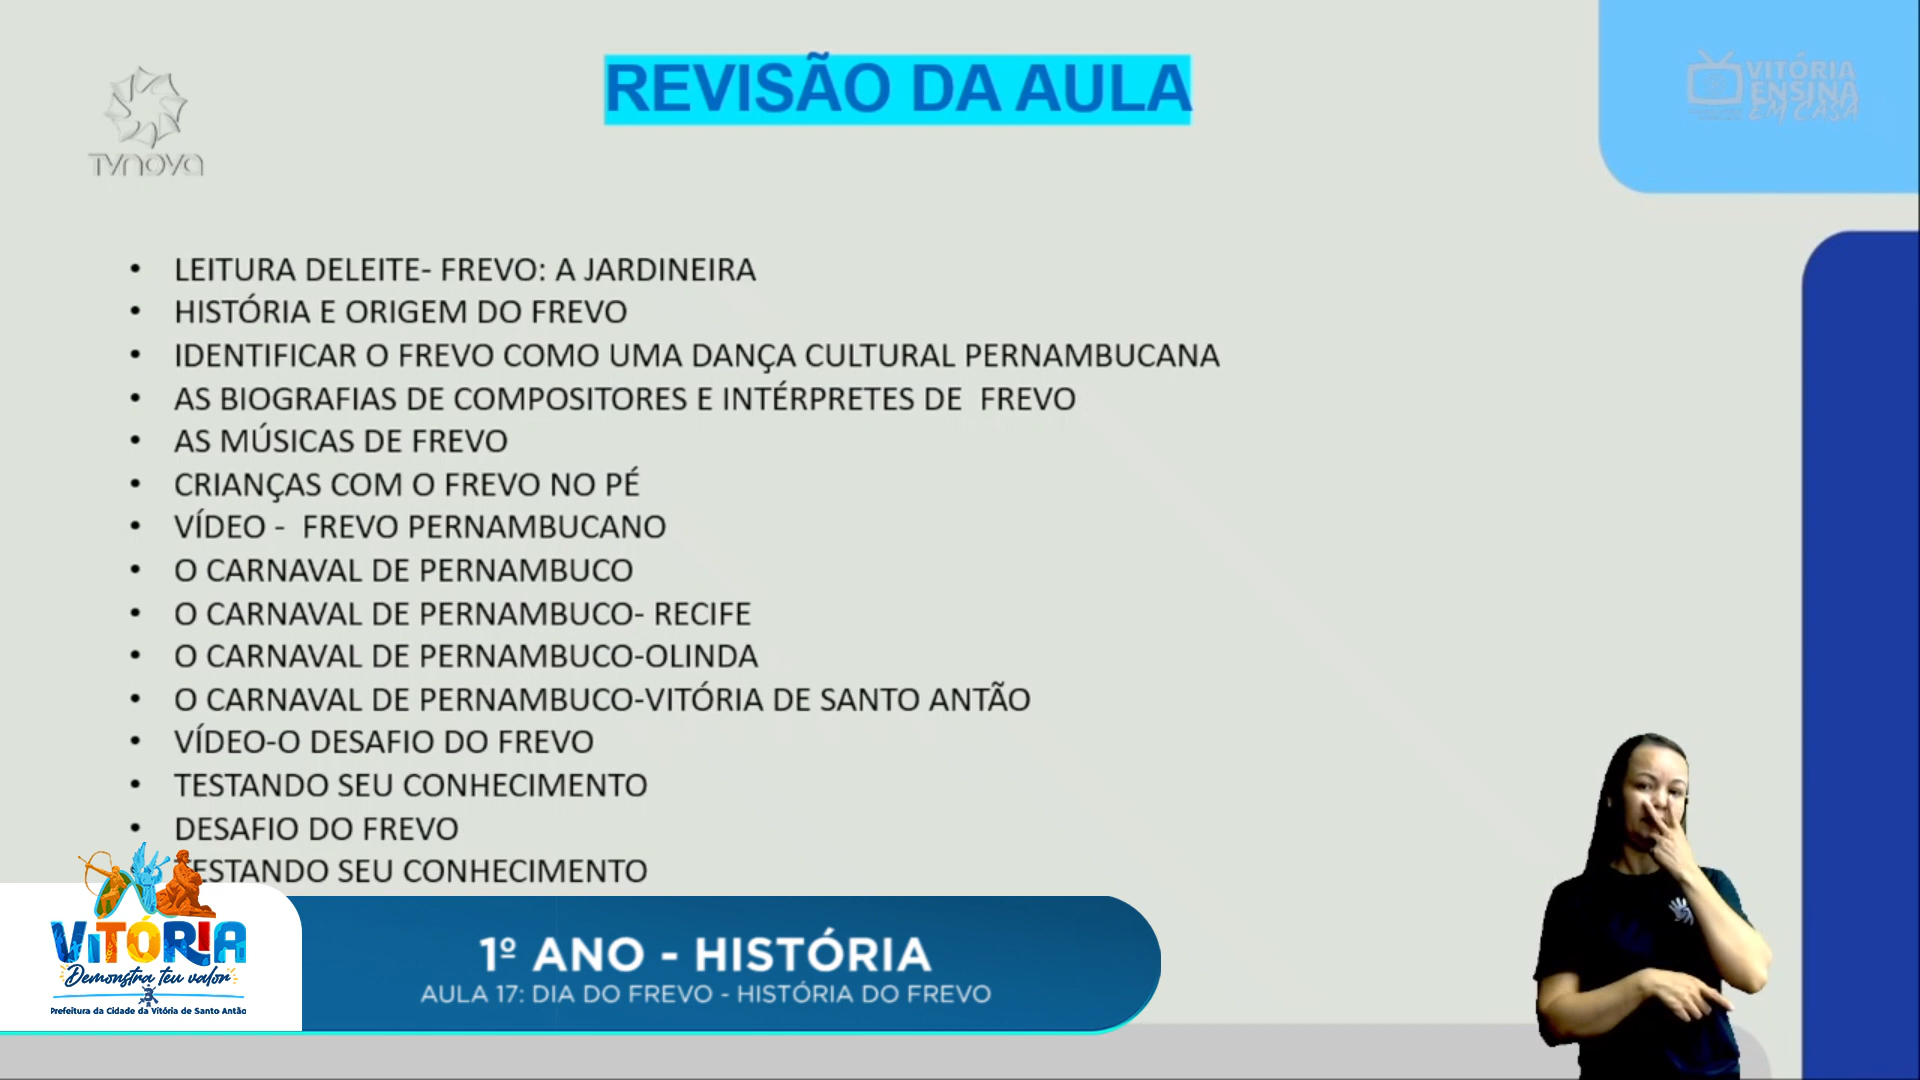 REVISÃO DA AULA
TVNOVA
VITÓRIA
ENSINA
EM CASA
• LEITURA DELEITE- FREVO: A JARDINEIRA
• HISTÓRIA E ORIGEM DO FREVO
• IDENTIFICAR O FREVO COMO UMA DANÇA CULTURAL PERNAMBUCANA
• AS BIOGRAFIAS DE COMPOSITORES E INTÉRPRETES DE FREVO
• AS MÚSICAS DE FREVO
• CRIANÇAS COM O FREVO NO PÉ
• VÍDEO - FREVO PERNAMBUCANO
• O CARNAVAL DE PERNAMBUCO
• O CARNAVAL DE PERNAMBUCO- RECIFE
• O CARNAVAL DE PERNAMBUCO-OLINDA
• O CARNAVAL DE PERNAMBUCO-VITÓRIA DE SANTO ANTÃO
• VÍDEO-O DESAFIO DO FREVO
• TESTANDO SEU CONHECIMENTO
• DESAFIO DO FREVO
TESTANDO SEU CONHECIMENTO
VITÓRIA
Demonstra teu valor
Prefeitura da Cidade da Vitória de Santo Antão
1º ANO - HISTÓRIA
AULA 17: DIA DO FREVO - HISTÓRIA DO FREVO